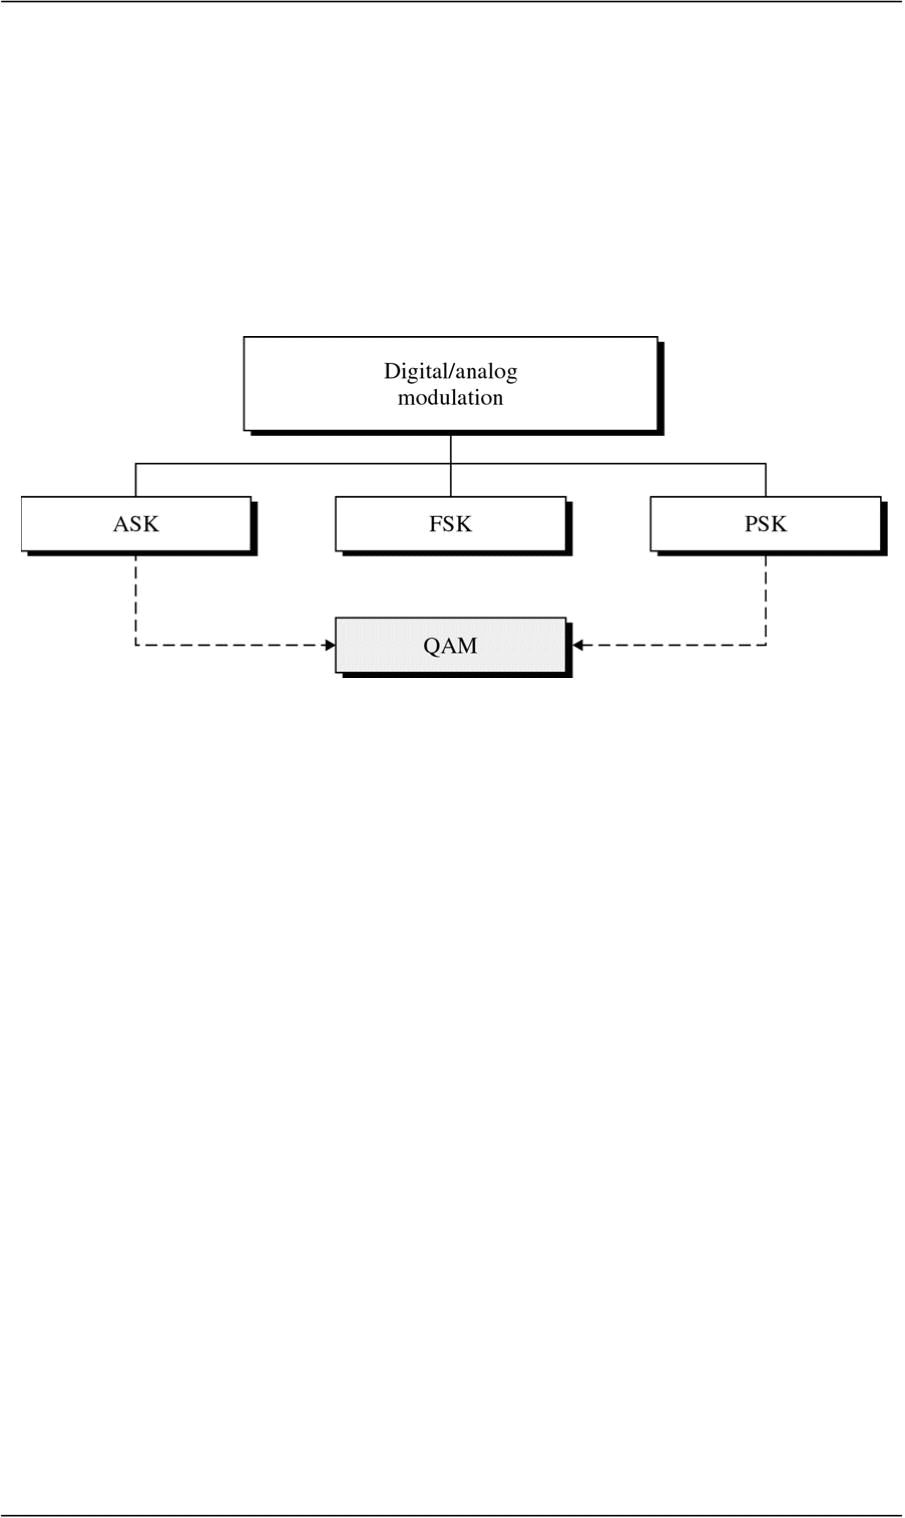 Digital/analog
modulation
ASK
FSK
PSK
QAM